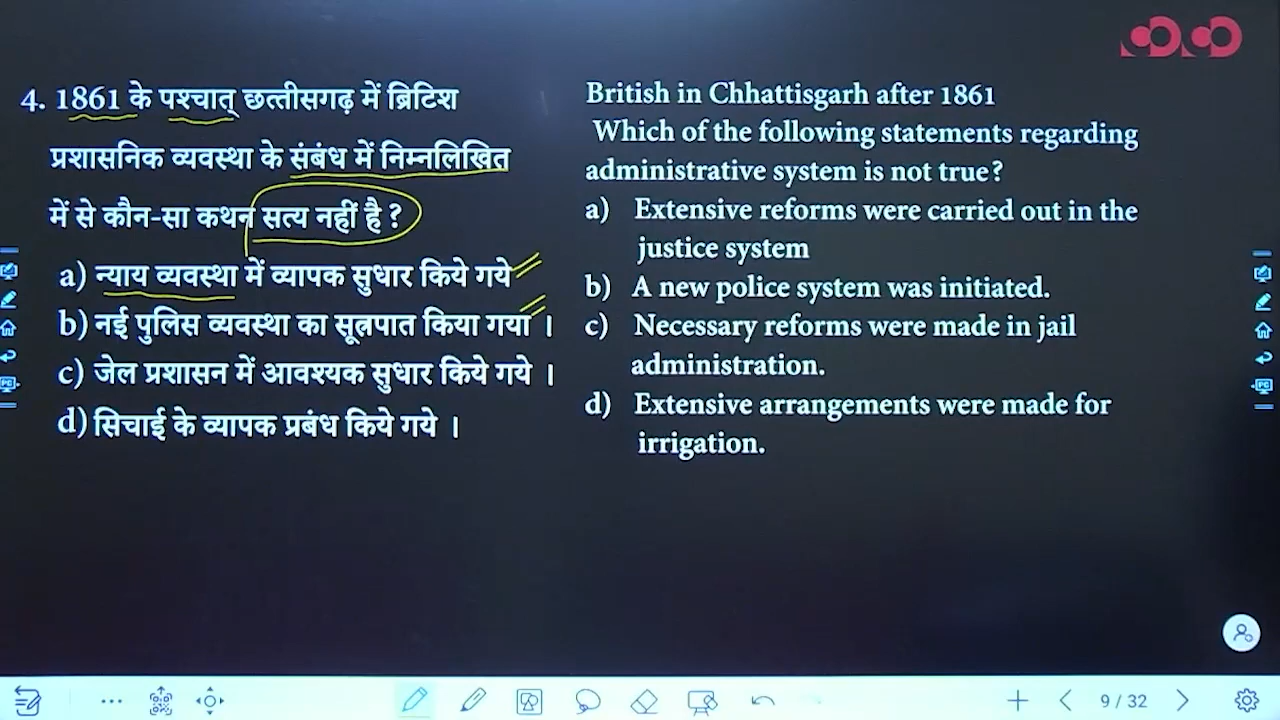 4. 1861 के पश्चात् छत्तीसगढ़ में ब्रिटिश
प्रशासनिक व्यवस्था के संबंध में निम्नलिखित
में से कौन-सा कथन सत्य नहीं है ?
a) न्याय व्यवस्था में व्यापक सुधार किये गये
b) नई पुलिस व्यवस्था का सूत्रपात किया गया ।
c) जेल प्रशासन में आवश्यक सुधार किये गये ।
d) सिचाई के व्यापक प्रबंध किये गये ।
British in Chhattisgarh after 1861
Which of the following statements regarding
administrative system is not true?
a) Extensive reforms were carried out in the
justice system
b) A new police system was initiated.
c) Necessary reforms were made in jail
administration.
d) Extensive arrangements were made for
irrigation.
PC
PC
9 / 32